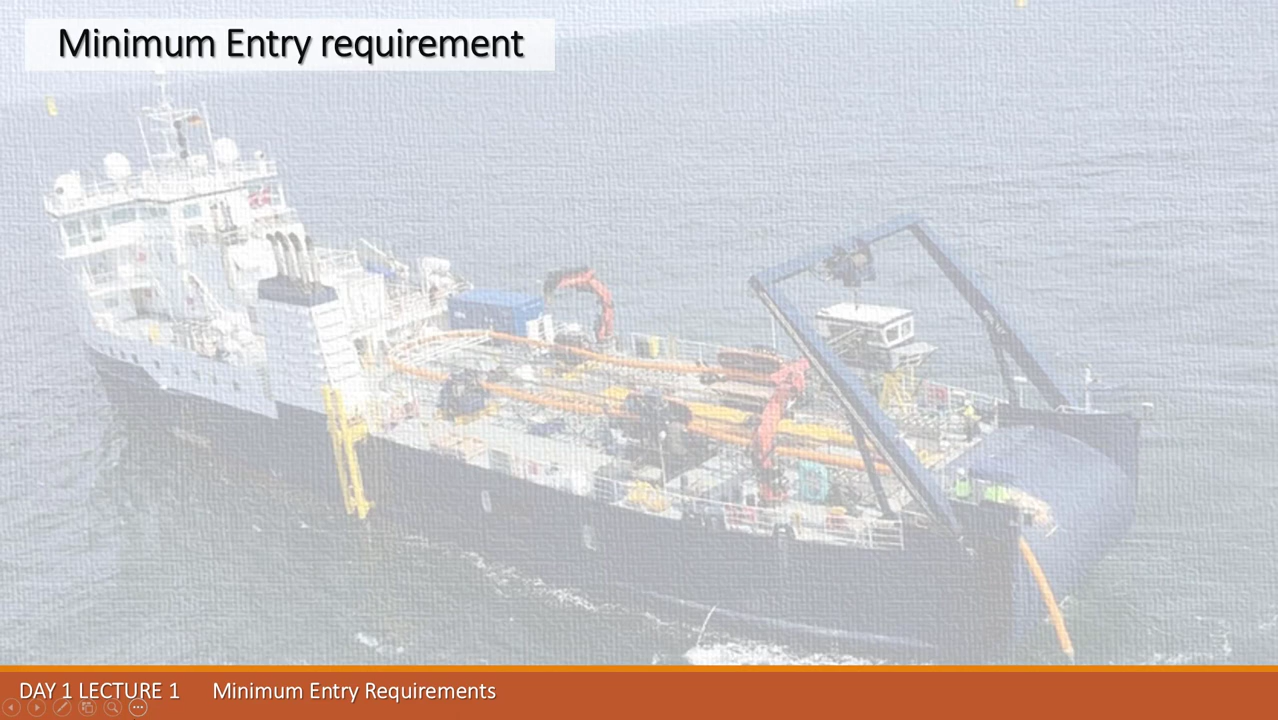 Minimum Entry requirement
DAY 1 LECTURE 1 Minimum Entry Requirements